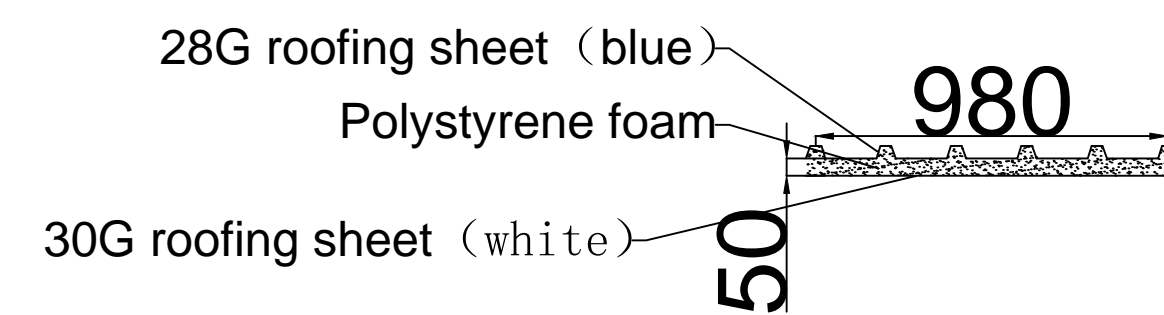 28G roofing sheet（blue）
980
Polystyrene foam
30G roofing sheet（white）
50